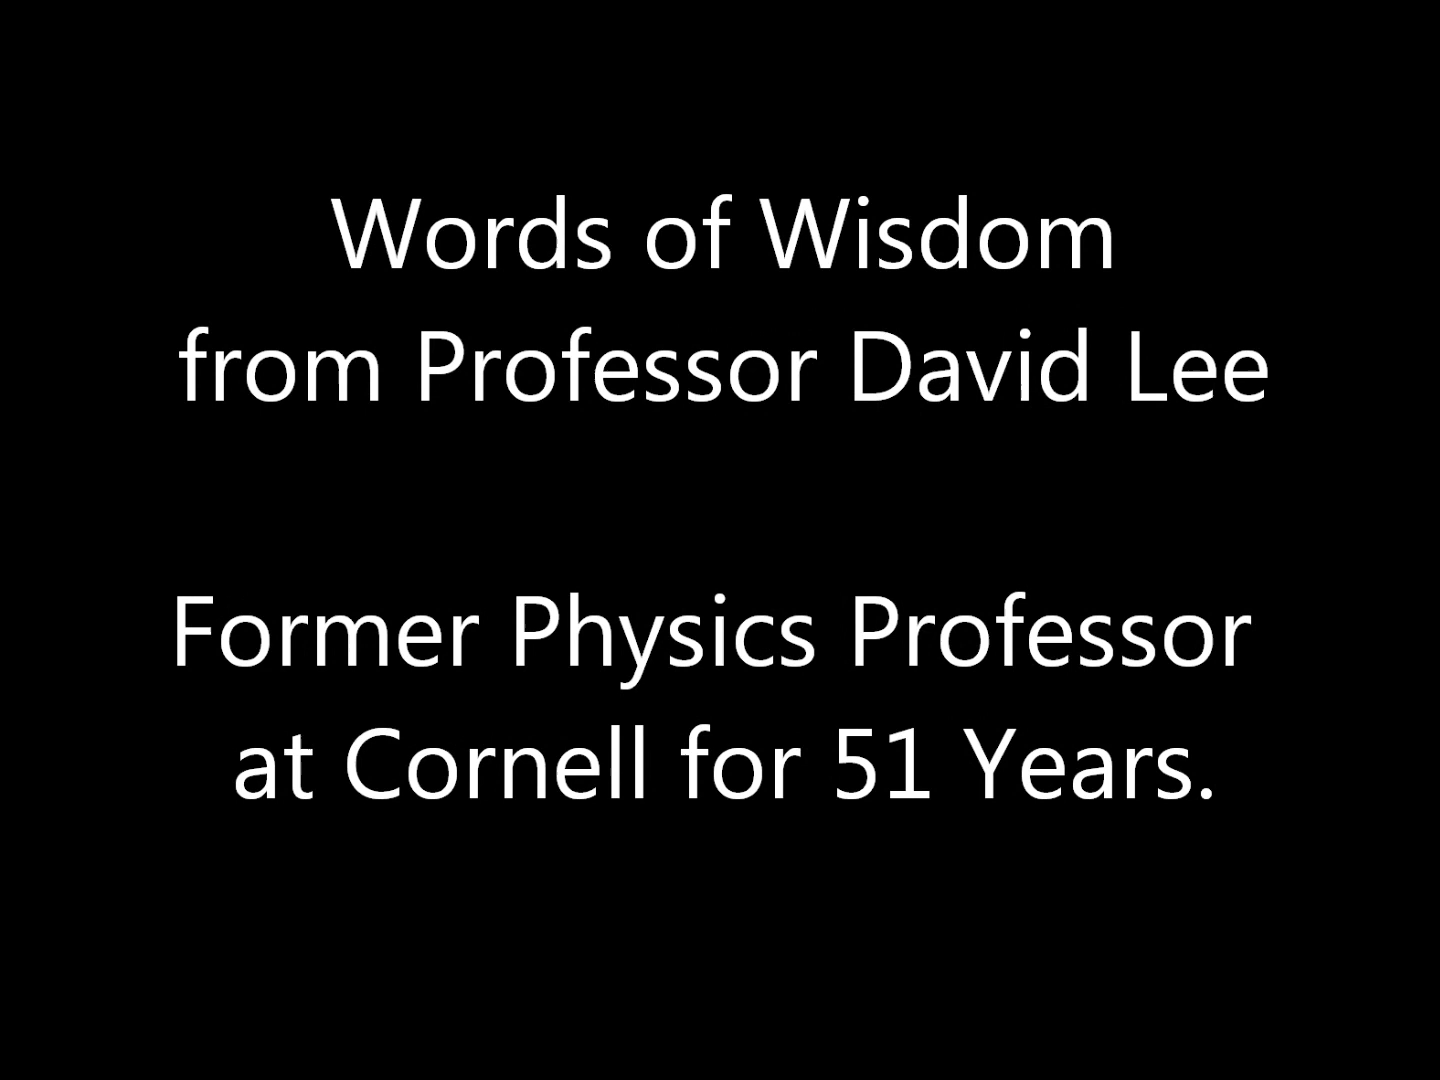 Words of Wisdom
from Professor David Lee
Former Physics Professor
at Cornell for 51 Years.